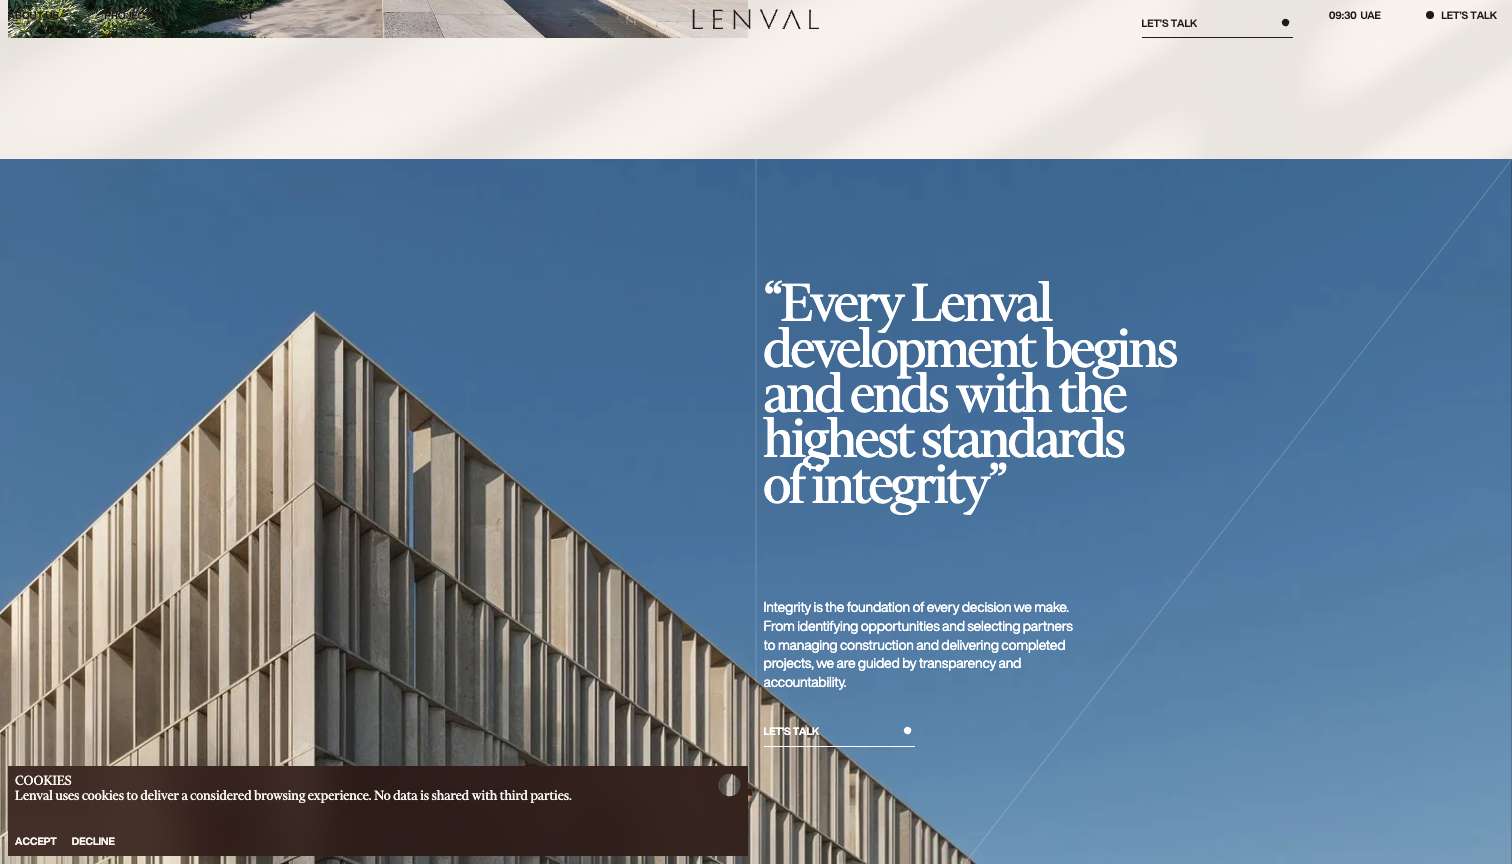 LENVAL
LET'S TALK
09:30 UAE
LET'S TALK
“Every Lenval
development begins
and ends with the
highest standards
of integrity”
Integrity is the foundation of every decision we make.
From identifying opportunities and selecting partners
to managing construction and delivering completed
projects, we are guided by transparency and
accountability.
LET'S TALK
COOKIES
Lenval uses cookies to deliver a considered browsing experience. No data is shared with third parties.
ACCEPT DECLINE